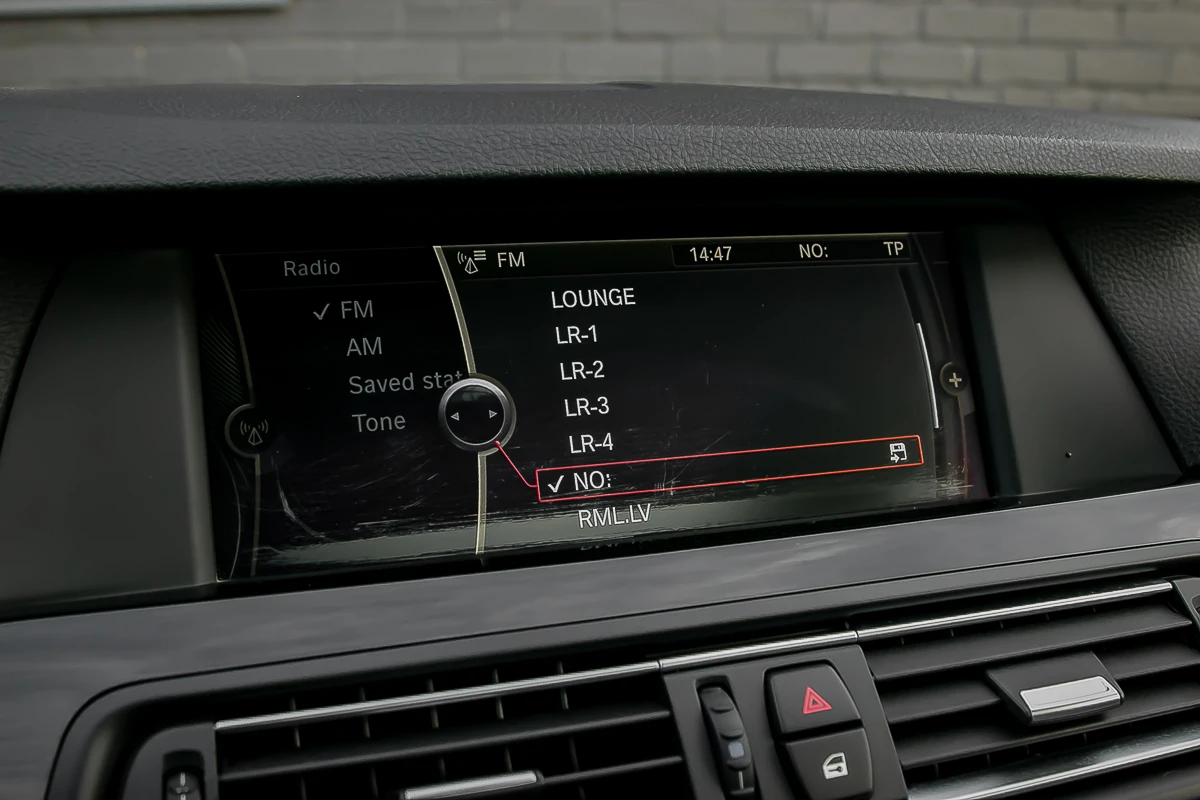 Radio
✓ FM
AM
Saved stat
Tone
FM 14:47 NO: TP
LOUNGE
LR-1
LR-2
LR-3
LR-4
✓ NO:
RML.LV